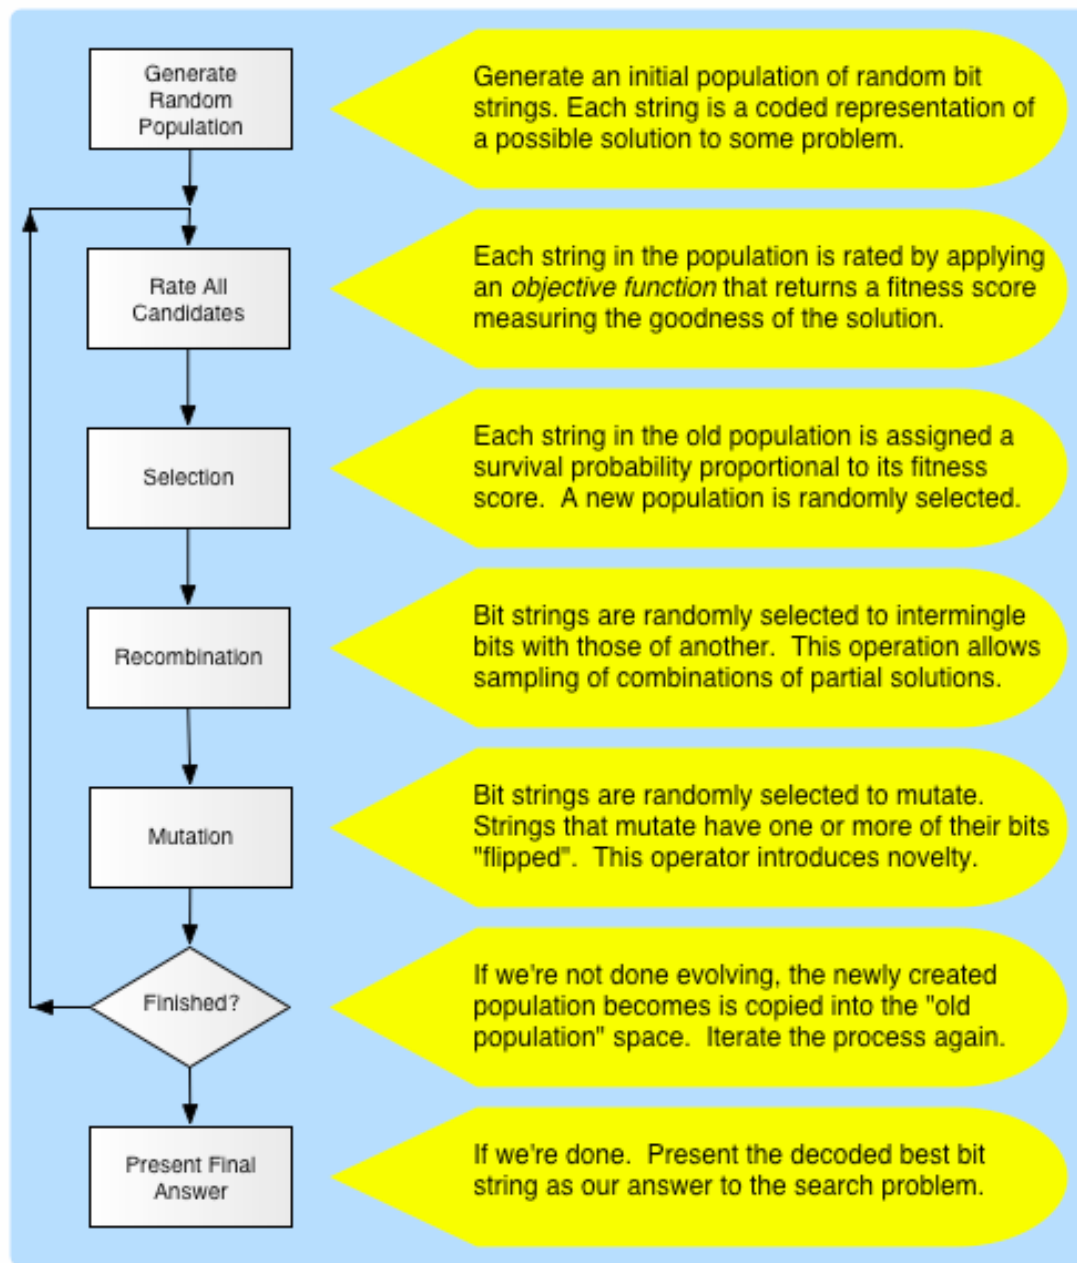 Generate
Random
Population
Generate an initial population of random bit
strings. Each string is a coded representation of
a possible solution to some problem.
Rate All
Candidates
Each string in the population is rated by applying
an objective function that returns a fitness score
measuring the goodness of the solution.
Selection
Each string in the old population is assigned a
survival probability proportional to its fitness
score.  A new population is randomly selected.
Recombination
Bit strings are randomly selected to intermingle
bits with those of another.  This operation allows
sampling of combinations of partial solutions.
Mutation
Bit strings are randomly selected to mutate.
Strings that mutate have one or more of their bits
"flipped".  This operator introduces novelty.
Finished?
If we're not done evolving, the newly created
population becomes is copied into the "old
population" space.  Iterate the process again.
Present Final
Answer
If we're done.  Present the decoded best bit
string as our answer to the search problem.